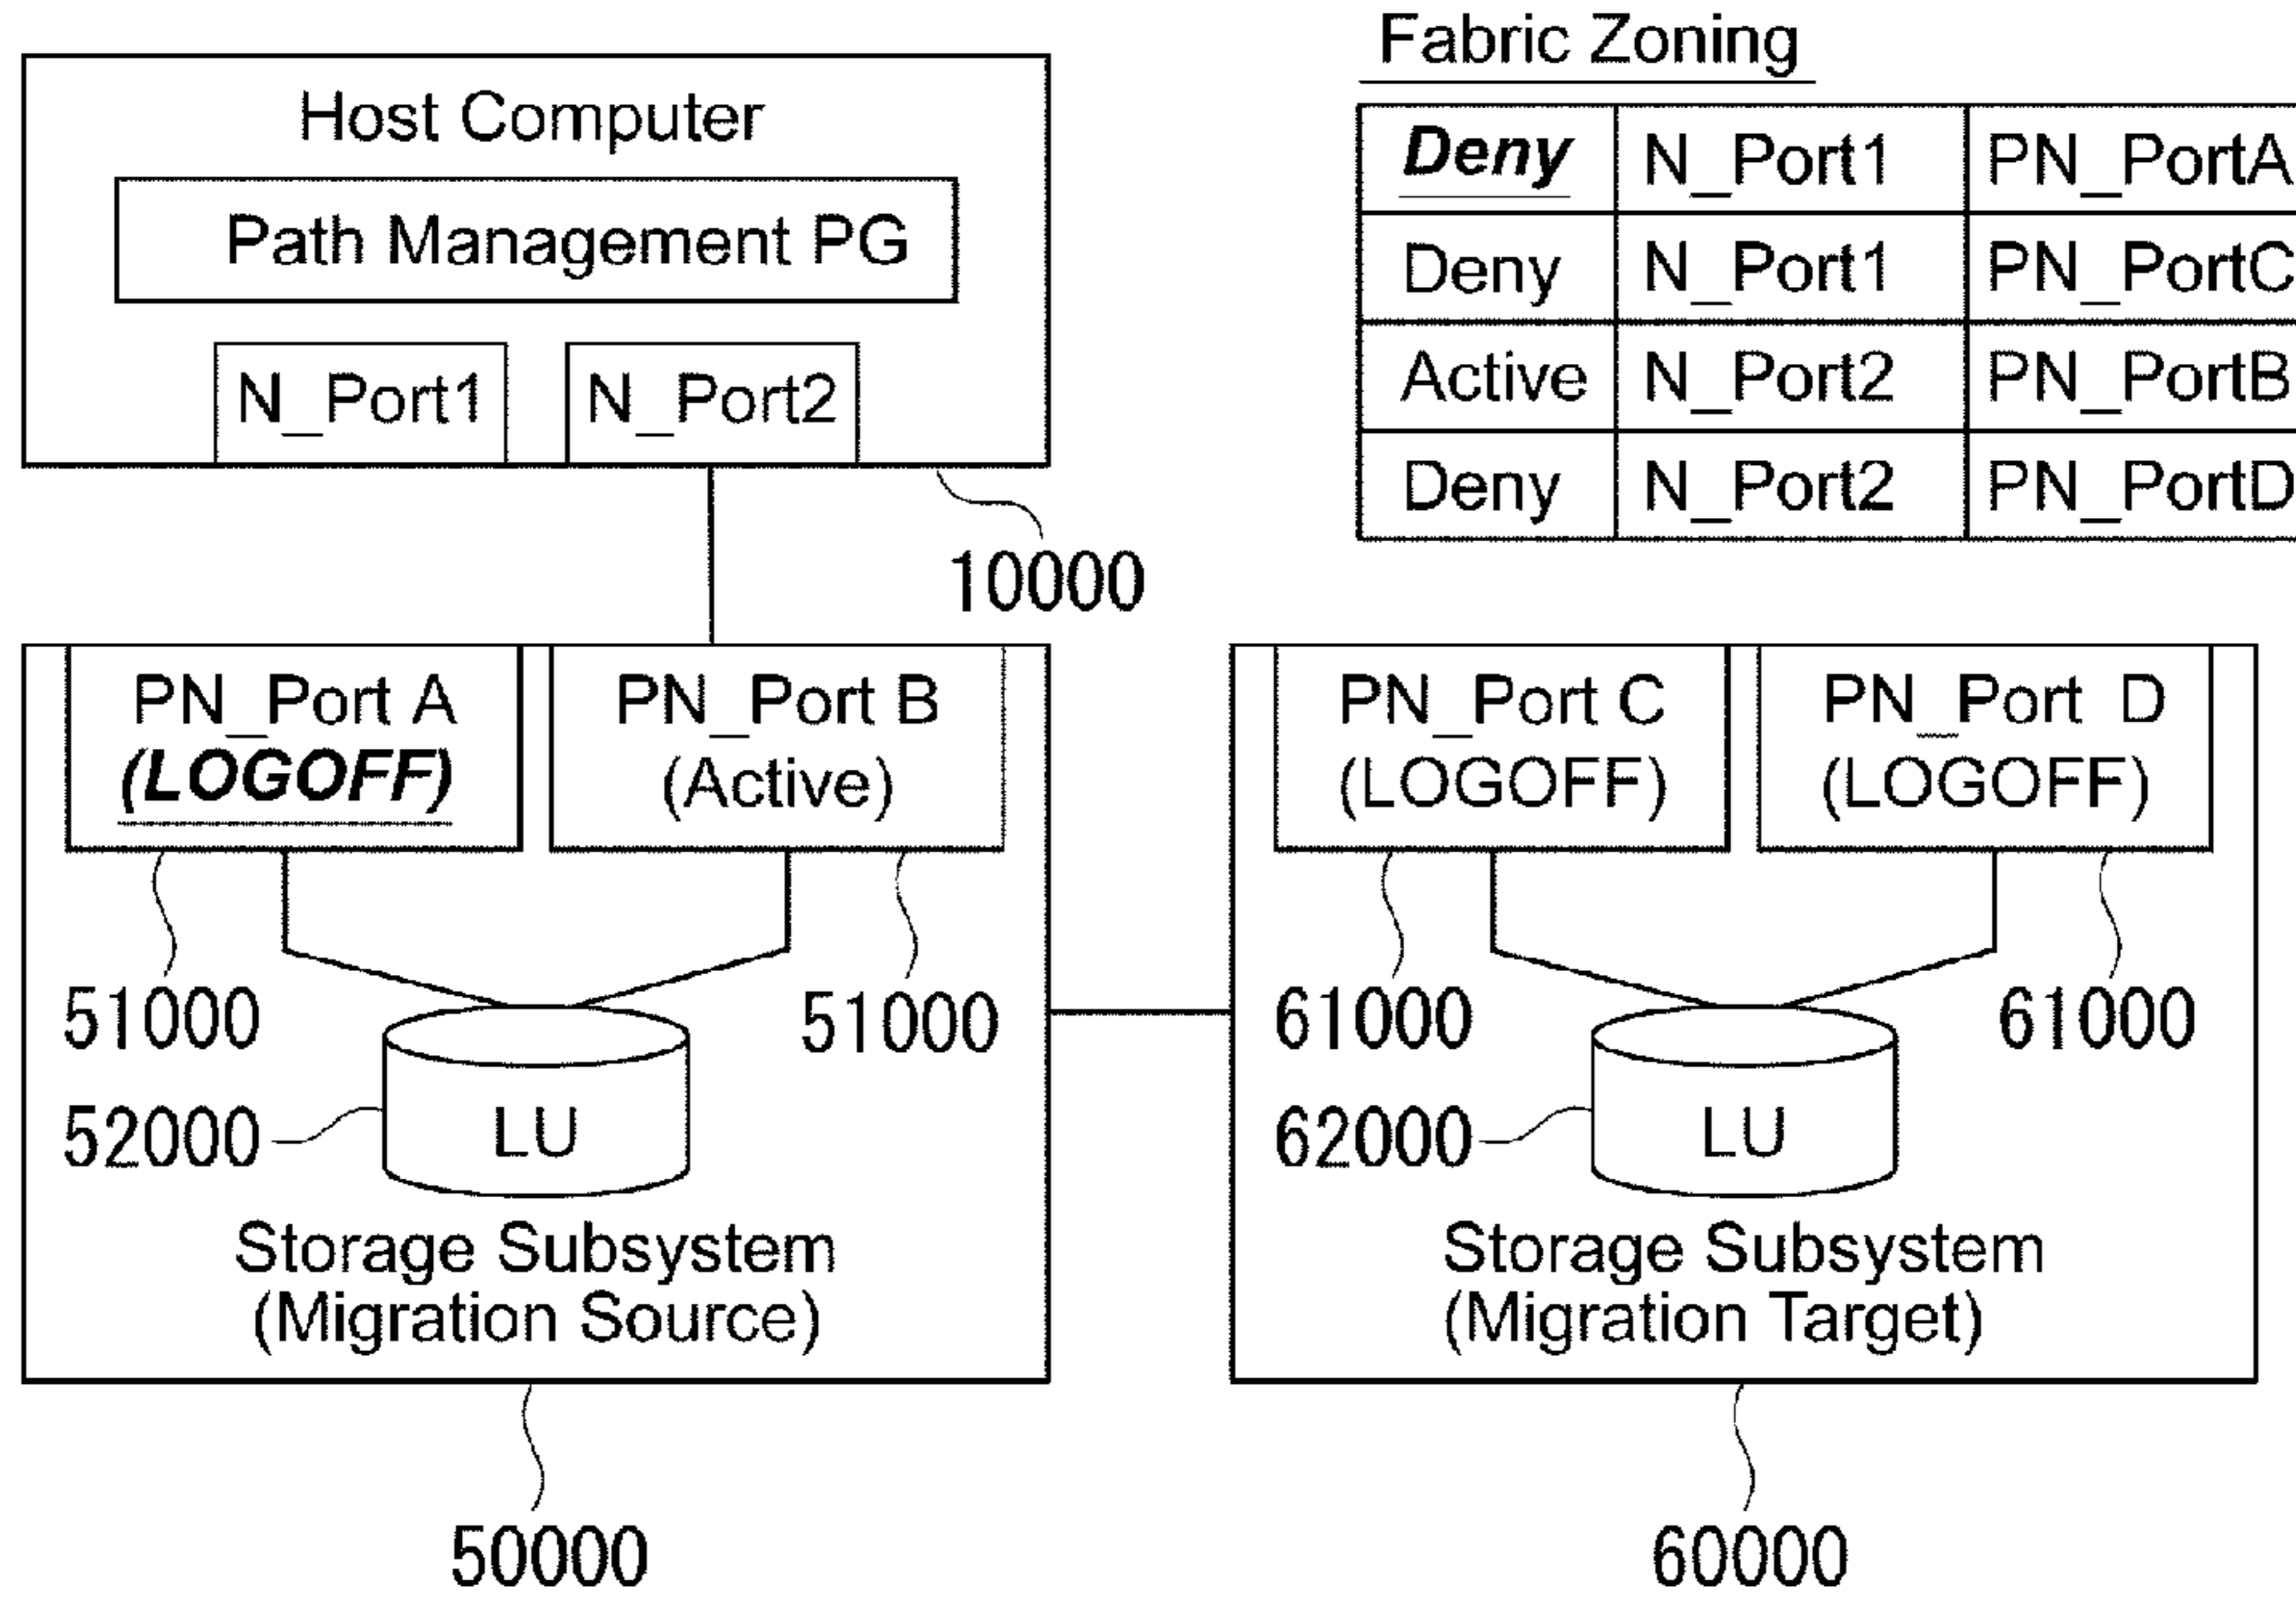 Host Computer
Path Management PG
N_Port1
N_Port2
10000
Fabric Zoning
Deny N_Port1 PN_PortA
Deny N_Port1 PN_PortC
Active N_Port2 PN_PortB
Deny N_Port2 PN_PortD
PN_Port A
(LOGOFF)
PN_Port B
(Active)
51000
51000
52000
LU
Storage Subsystem
(Migration Source)
50000
PN_Port C
(LOGOFF)
PN_Port D
(LOGOFF)
61000
61000
62000
LU
Storage Subsystem
(Migration Target)
60000